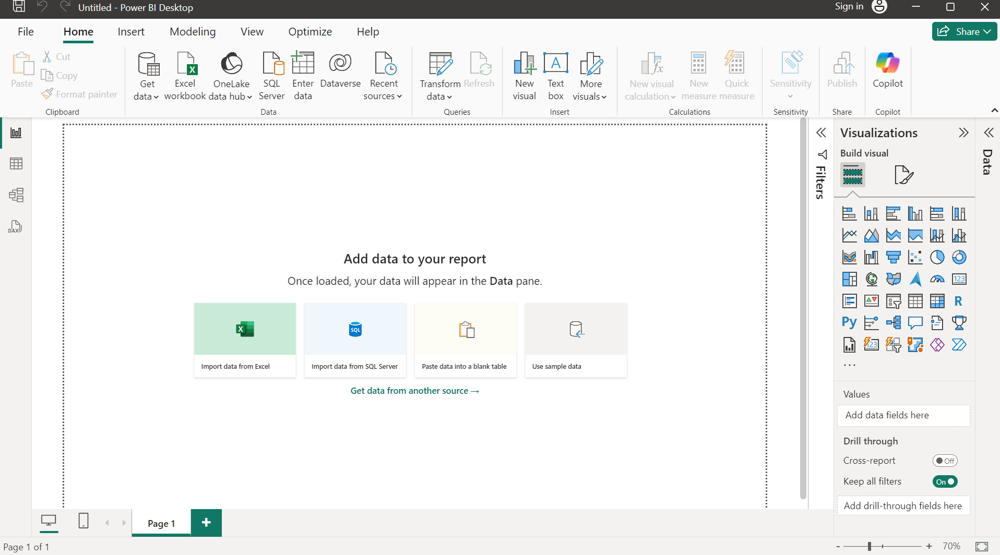 Untitled - Power BI Desktop
Sign in
File
Home
Insert
Modeling
View
Optimize
Help
Share
Paste
Cut
Copy
Format painter
Clipboard
Get
data
Excel
workbook
OneLake
data hub
SQL
Server
Enter
data
Dataverse
Recent
sources
Data
Transform
data
Refresh
Queries
New
visual
Text
box
More
visuals
Insert
New visual
calculation
New
measure
Quick
measure
Calculations
Sensitivity
Sensitivity
Publish
Share
Copilot
Copilot
DAX
Add data to your report
Once loaded, your data will appear in the Data pane.
SQL
Import data from Excel
Import data from SQL Server
Paste data into a blank table
Use sample data
Get data from another source →
Filters
Visualizations
Build visual
123
R
Py
123
...
Values
Add data fields here
Drill through
Cross-report
Off
Keep all filters
On
Add drill-through fields here
Data
Page 1
+
Page 1 of 1
- + 70%